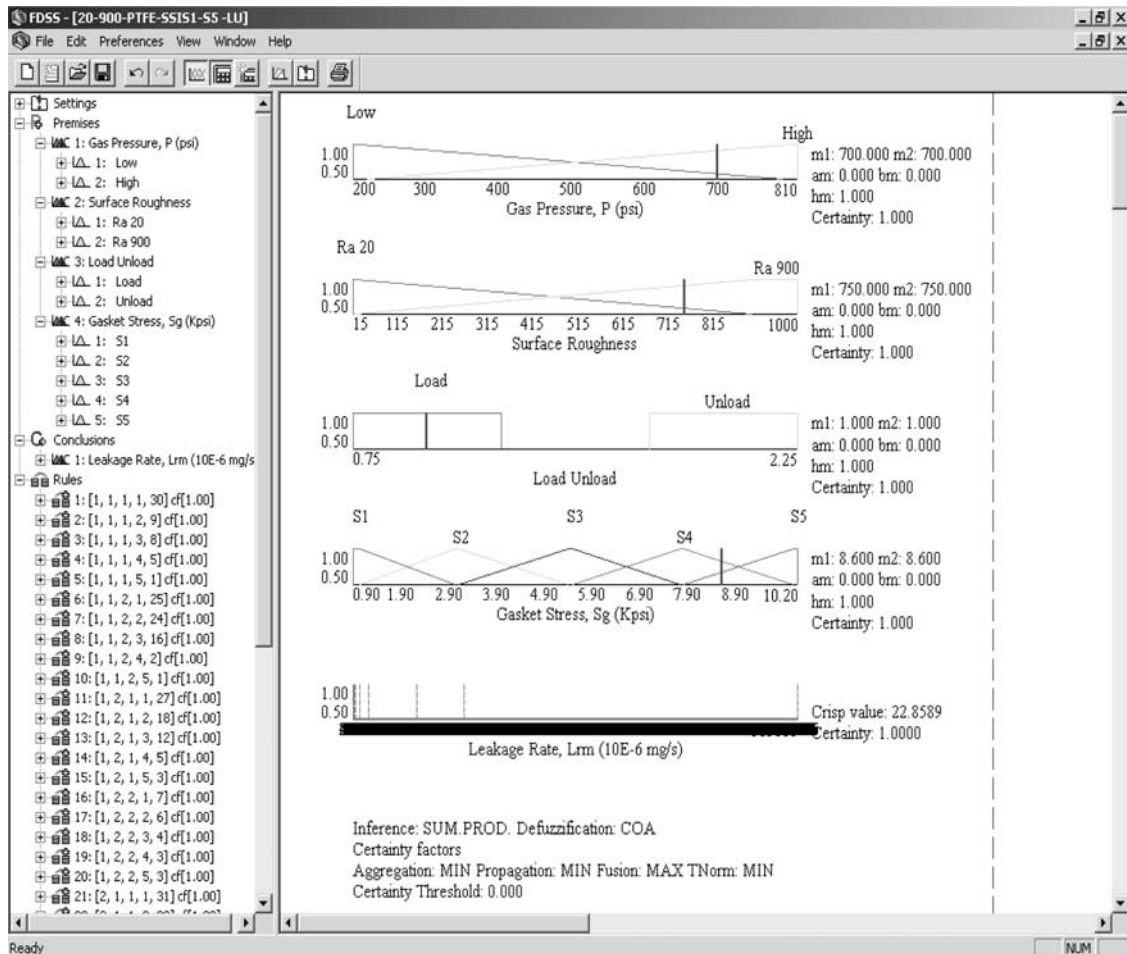 FDSS - [20-900-PTFE-SSIS1-S5 -LU]
File Edit Preferences View Window Help
Settings
Premises
1: Gas Pressure, P (psi)
1: Low
2: High
2: Surface Roughness
1: Ra 20
2: Ra 900
3: Load Unload
1: Load
2: Unload
4: Gasket Stress, Sg (Kpsi)
1: S1
2: S2
3: S3
4: S4
5: S5
Conclusions
1: Leakage Rate, Lrm (10E-6 mg/s
Rules
1: [1, 1, 1, 1, 30] cf[1.00]
2: [1, 1, 1, 2, 9] cf[1.00]
3: [1, 1, 1, 3, 8] cf[1.00]
4: [1, 1, 1, 4, 5] cf[1.00]
5: [1, 1, 1, 5, 1] cf[1.00]
6: [1, 1, 2, 1, 25] cf[1.00]
7: [1, 1, 2, 2, 24] cf[1.00]
8: [1, 1, 2, 3, 16] cf[1.00]
9: [1, 1, 2, 4, 2] cf[1.00]
10: [1, 1, 2, 5, 1] cf[1.00]
11: [1, 2, 1, 1, 27] cf[1.00]
12: [1, 2, 1, 2, 18] cf[1.00]
13: [1, 2, 1, 3, 12] cf[1.00]
14: [1, 2, 1, 4, 5] cf[1.00]
15: [1, 2, 1, 5, 3] cf[1.00]
16: [1, 2, 2, 1, 7] cf[1.00]
17: [1, 2, 2, 2, 6] cf[1.00]
18: [1, 2, 2, 3, 4] cf[1.00]
19: [1, 2, 2, 4, 3] cf[1.00]
20: [1, 2, 2, 5, 3] cf[1.00]
21: [2, 1, 1, 1, 31] cf[1.00]
Low
High
1.00
0.50
200 300 400 500 600 700 810
Gas Pressure, P (psi)
m1: 700.000 m2: 700.000
am: 0.000 bm: 0.000
hm: 1.000
Certainty: 1.000
Ra 20
Ra 900
1.00
0.50
15 115 215 315 415 515 615 715 815 1000
Surface Roughness
m1: 750.000 m2: 750.000
am: 0.000 bm: 0.000
hm: 1.000
Certainty: 1.000
Load
Unload
1.00
0.50
0.75 2.25
Load Unload
m1: 1.000 m2: 1.000
am: 0.000 bm: 0.000
hm: 1.000
Certainty: 1.000
S1 S2 S3 S4 S5
1.00
0.50
0.90 1.90 2.90 3.90 4.90 5.90 6.90 7.90 8.90 10.20
Gasket Stress, Sg (Kpsi)
m1: 8.600 m2: 8.600
am: 0.000 bm: 0.000
hm: 1.000
Certainty: 1.000
1.00
0.50
Leakage Rate, Lrm (10E-6 mg/s)
Crisp value: 22.8589
Certainty: 1.0000
Inference: SUM.PROD. Defuzzification: COA
Certainty factors
Aggregation: MIN Propagation: MIN Fusion: MAX TNorm: MIN
Certainty Threshold: 0.000
Ready
NUM